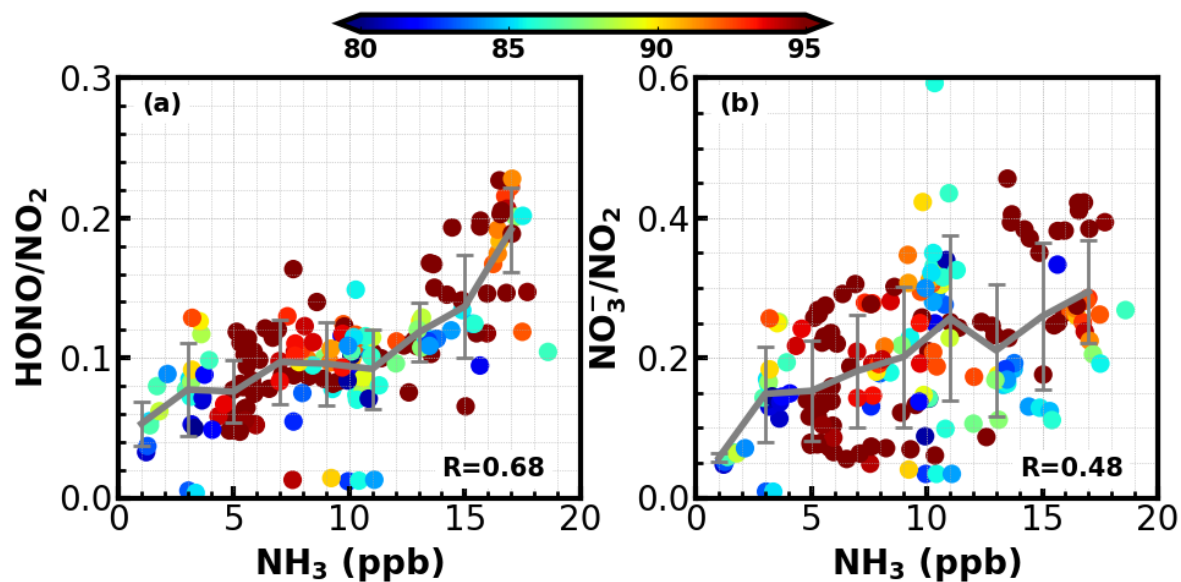 80 85 90 95
(a)
HONO/NO₂
0.3
0.2
0.1
0.0
R=0.68
0 5 10 15 20
NH₃ (ppb)
(b)
NO₃⁻/NO₂
0.6
0.4
0.2
0.0
R=0.48
0 5 10 15 20
NH₃ (ppb)